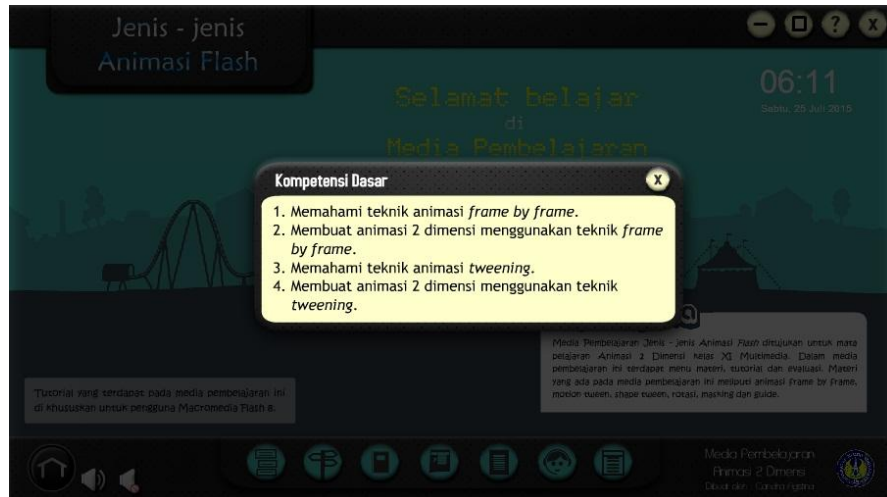 Jenis - jenis
Animasi Flash
?
X
06:11
Sabtu, 25 Juli 2015
Selamat belajar
di
Media Pembelajaran
Kompetensi Dasar
X
1. Memahami teknik animasi frame by frame.
2. Membuat animasi 2 dimensi menggunakan teknik frame
by frame.
3. Memahami teknik animasi tweening.
4. Membuat animasi 2 dimensi menggunakan teknik
tweening.
Media Pembelajaran Jenis - jenis Animasi Flash ditujukan untuk mata
pelajaran Animasi 2 Dimensi kelas XI Multimedia. Dalam media
pembelajaran ini terdapat menu materi, tutorial dan evaluasi. Materi
yang ada pada media pembelajaran ini meliputi animasi frame by frame,
motion tween, shape tween, rotasi, masking dan guide.
Tutorial yang terdapat pada media pembelajaran ini
di khususkan untuk pengguna Macromedia Flash 8.
Media Pembelajaran
Animasi 2 Dimensi
Dibuat oleh :